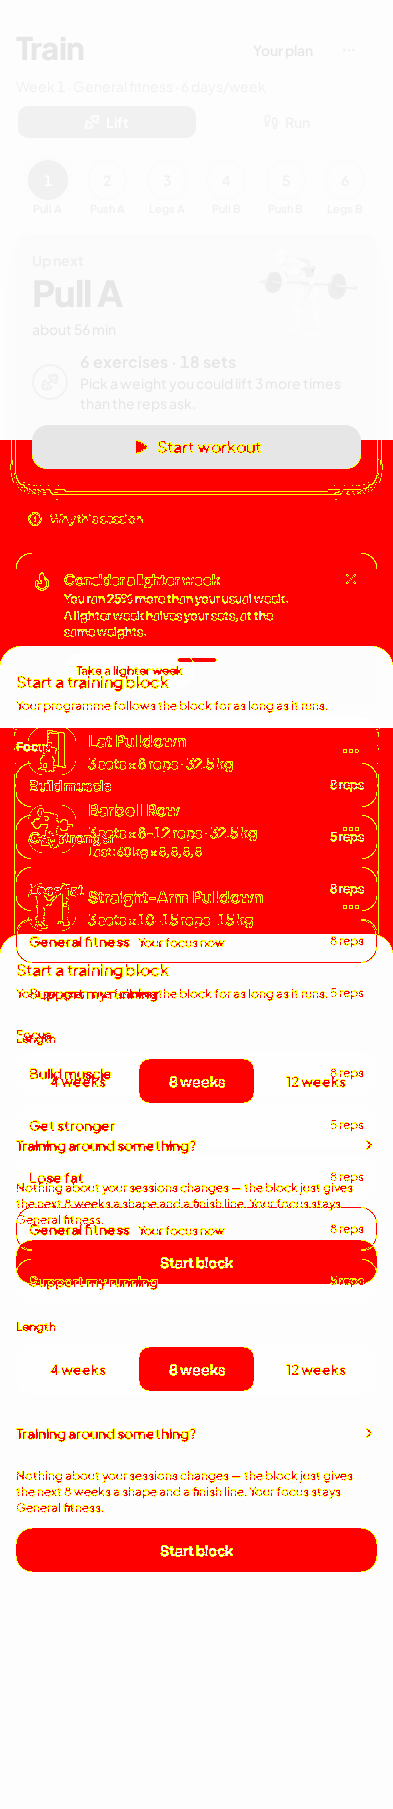 Train
Your plan
Week 1 · General fitness · 6 days/week
Lift
Run
1
2
3
4
5
6
Pull A
Push A
Legs A
Pull B
Push B
Legs B
Up next
Pull A
about 56 min
6 exercises · 18 sets
Pick a weight you could lift 3 more times
than the reps ask.
Start workout
Why this session
Consider a lighter week
You ran 25% more than your usual week.
A lighter week halves your sets, at the
same weights.
Take a lighter week
Start a training block
Your programme follows the block for as long as it runs.
Focus
Lat Pulldown
3 sets x 8 reps · 32.5 kg
Build muscle
8 reps
Barbell Row
3 sets x 8–12 reps · 32.5 kg
Get stronger
5 reps
Last: 60 kg x 8, 8, 8, 8
Lose fat
8 reps
Straight-Arm Pulldown
3 sets x 10–15 reps · 15 kg
General fitness Your focus now
8 reps
Start a training block
Your programme follows the block for as long as it runs.
Support my running
5 reps
Focus
Length
Build muscle
8 reps
4 weeks
8 weeks
12 weeks
Get stronger
5 reps
Training around something?
Lose fat
8 reps
Nothing about your sessions changes — the block just gives
the next 8 weeks a shape and a finish line. Your focus stays
General fitness.
General fitness Your focus now
8 reps
Start block
Support my running
5 reps
Length
4 weeks
8 weeks
12 weeks
Training around something?
Nothing about your sessions changes — the block just gives
the next 8 weeks a shape and a finish line. Your focus stays
General fitness.
Start block